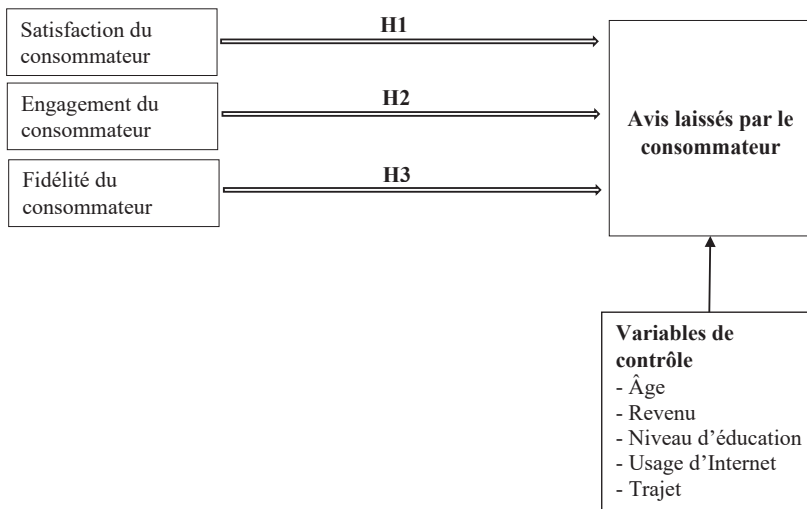 Satisfaction du
consommateur
H1
Engagement du
consommateur
H2
Fidélité du
consommateur
H3
Avis laissés par le
consommateur
Variables de
contrôle
- Âge
- Revenu
- Niveau d’éducation
- Usage d’Internet
- Trajet